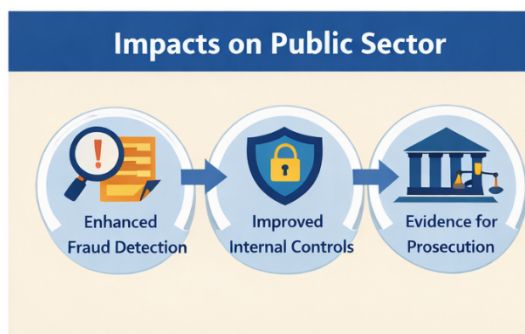 Impacts on Public Sector
Enhanced
Fraud Detection
Improved
Internal Controls
Evidence for
Prosecution